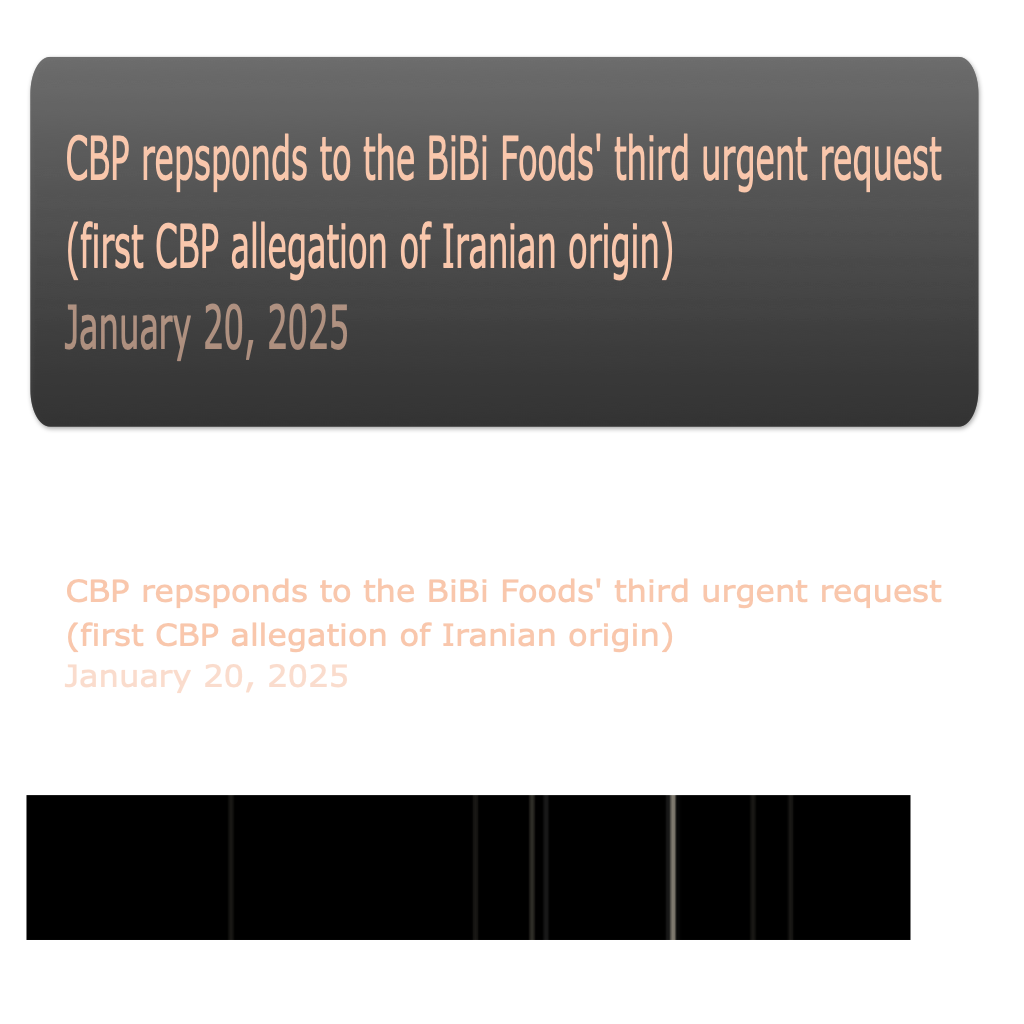 CBP repsponds to the BiBi Foods' third urgent request
(first CBP allegation of Iranian origin)
January 20, 2025
CBP repsponds to the BiBi Foods' third urgent request
(first CBP allegation of Iranian origin)
January 20, 2025